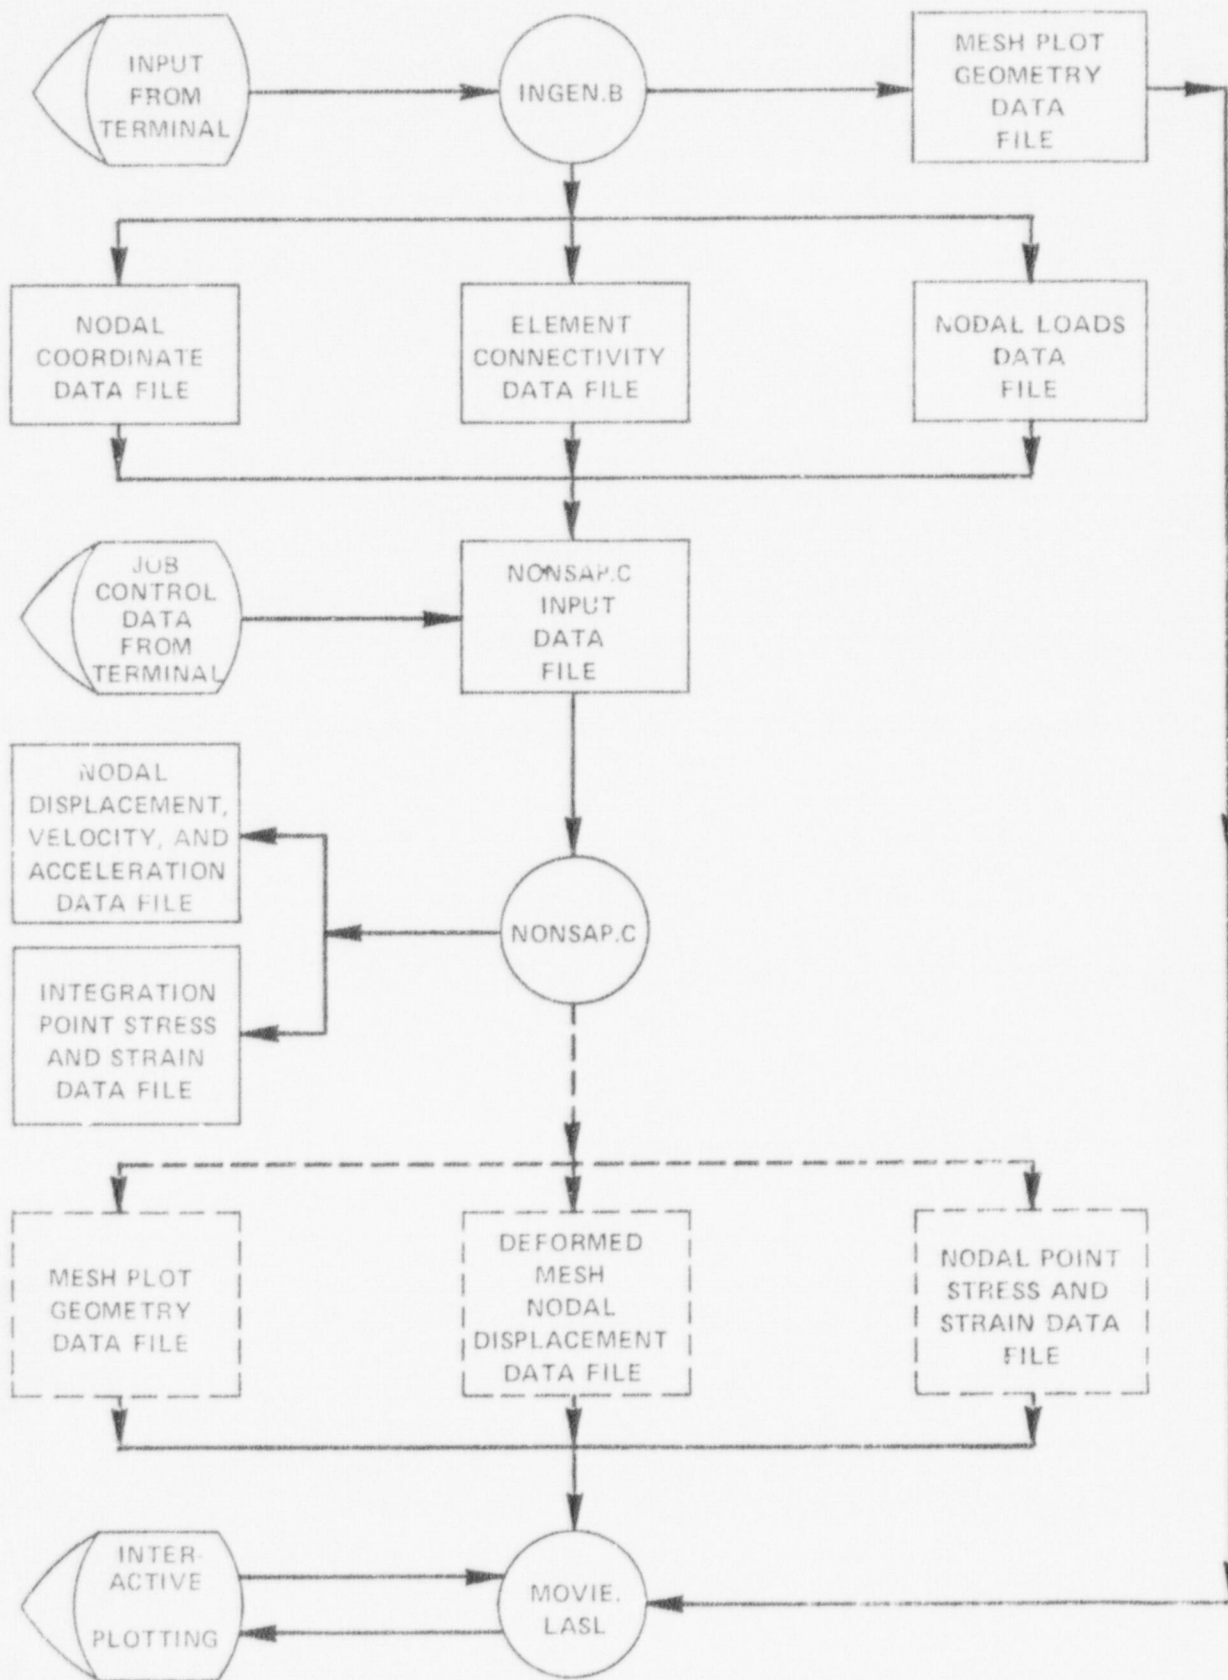 INPUT
FROM
TERMINAL
INGEN.B
MESH PLOT
GEOMETRY
DATA
FILE
NODAL
COORDINATE
DATA FILE
ELEMENT
CONNECTIVITY
DATA FILE
NODAL LOADS
DATA
FILE
JOB
CONTROL
DATA
FROM
TERMINAL
NONSAP.C
INPUT
DATA
FILE
NODAL
DISPLACEMENT,
VELOCITY, AND
ACCELERATION
DATA FILE
NONSAP.C
INTEGRATION
POINT STRESS
AND STRAIN
DATA FILE
MESH PLOT
GEOMETRY
DATA FILE
DEFORMED
MESH
NODAL
DISPLACEMENT
DATA FILE
NODAL POINT
STRESS AND
STRAIN DATA
FILE
INTER-
ACTIVE
PLOTTING
MOVIE.
LASL